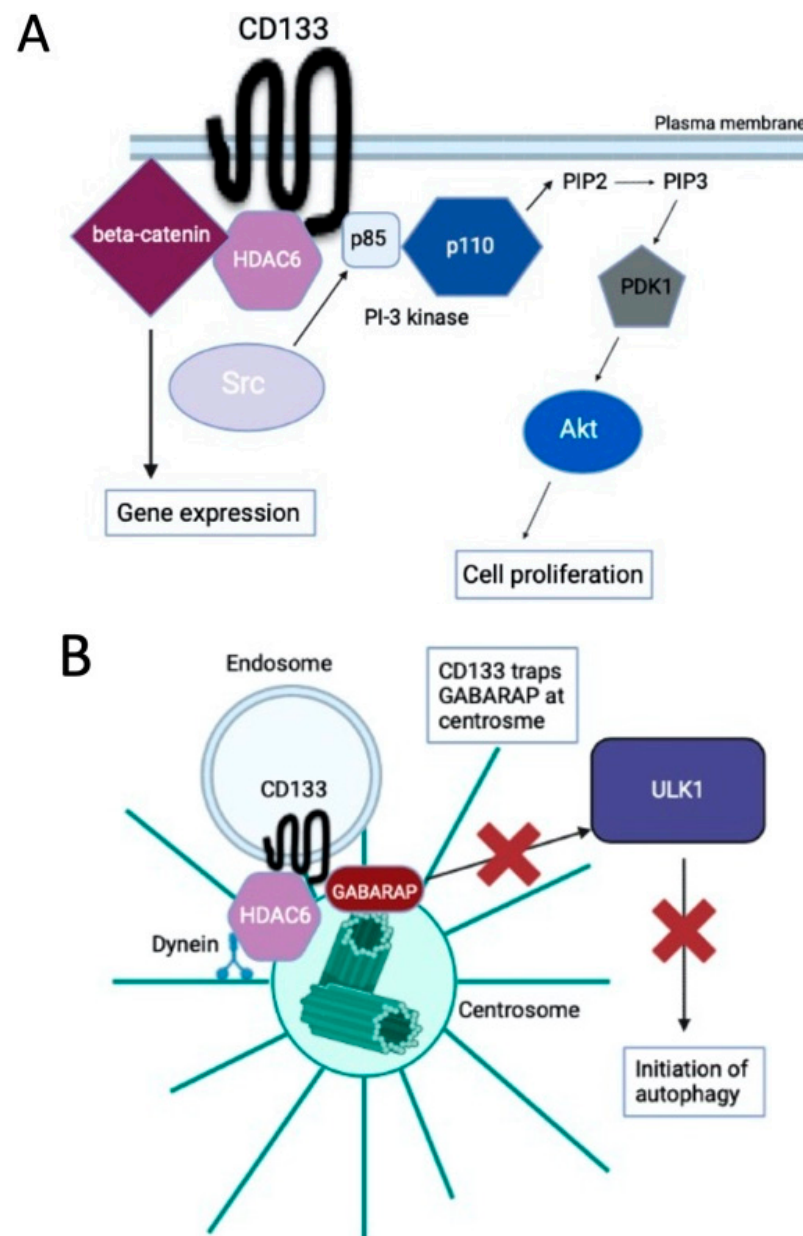 A
CD133
Plasma membrane
beta-catenin
HDAC6
p85
p110
PIP2
PIP3
PDK1
PI-3 kinase
Src
Akt
Gene expression
Cell proliferation
B
Endosome
CD133 traps
GABARAP at
centrosme
CD133
ULK1
GABARAP
HDAC6
Dynein
Centrosome
Initiation of
autophagy